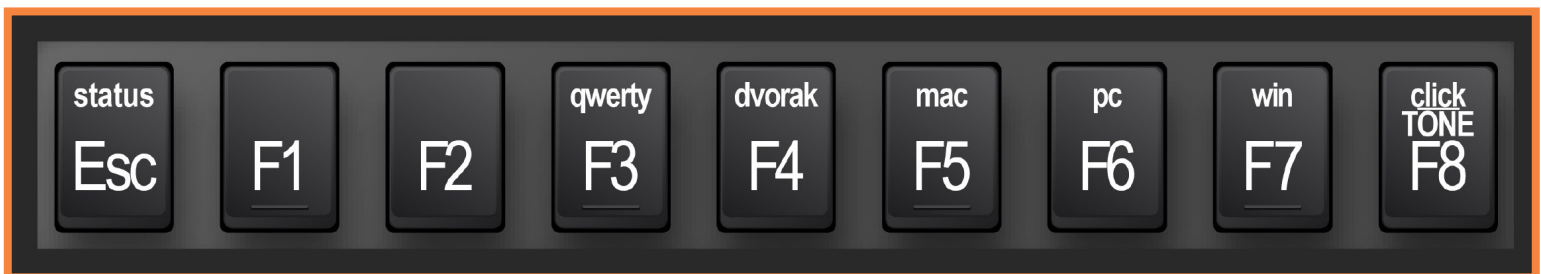 status qwerty dvorak mac pc win click
TONE
Esc F1 F2 F3 F4 F5 F6 F7 F8